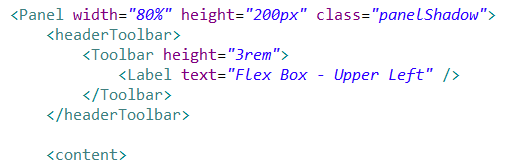 <Panel width="80%" height="200px" class="panelShadow">
<headerToolbar>
<Toolbar height="3rem">
<Label text="Flex Box - Upper Left" />
</Toolbar>
</headerToolbar>
<content>